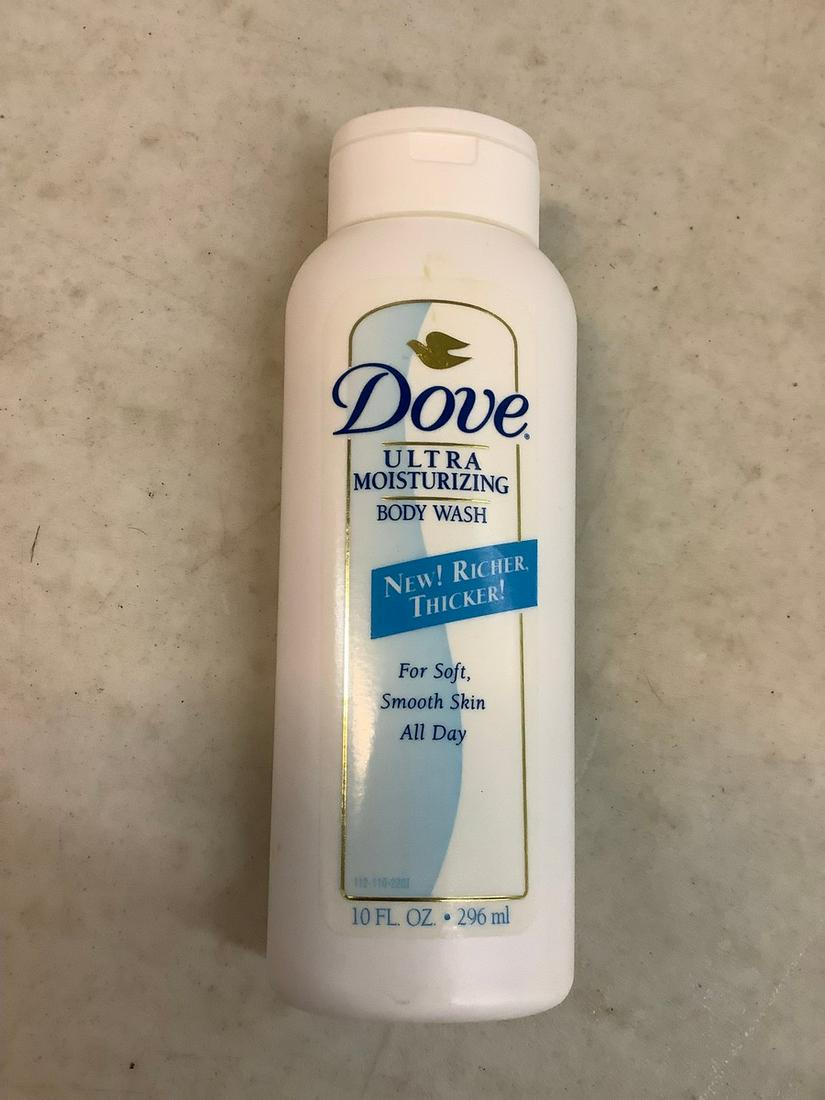 Dove®
ULTRA
MOISTURIZING
BODY WASH
NEW! RICHER,
THICKER!
For Soft,
Smooth Skin
All Day
10 FL. OZ. • 296 ml